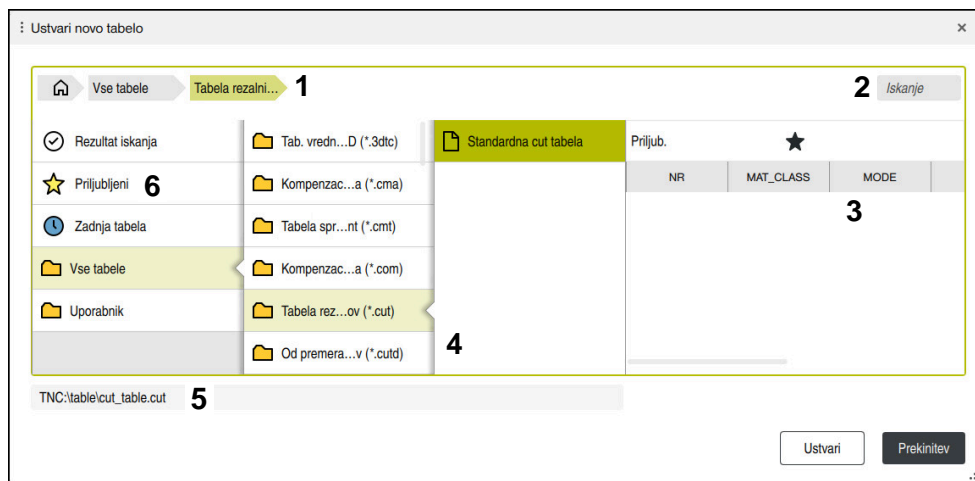 Ustvari novo tabelo
Vse tabele
Tabela rezalni...
1
2
Iskanje
Rezultat iskanja
Priljubljeni
6
Zadnja tabela
Vse tabele
Uporabnik
Tab. vredn...D (*.3dtc)
Kompenzac...a (*.cma)
Tabela spr...nt (*.cmt)
Kompenzac...a (*.com)
Tabela rez...ov (*.cut)
Od premera...v (*.cutd)
Standardna cut tabela
4
Priljub.
NR MAT_CLASS MODE
3
TNC:\table\cut_table.cut
5
Ustvari
Prekinitev